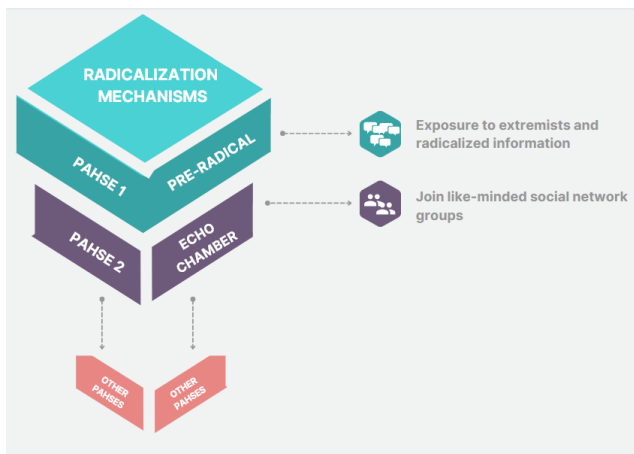 RADICALIZATION
MECHANISMS
PAHSE 1
PRE-RADICAL
Exposure to extremists and
radicalized information
PAHSE 2
ECHO
CHAMBER
Join like-minded social network
groups
OTHER
PAHSES
OTHER
PAHSES